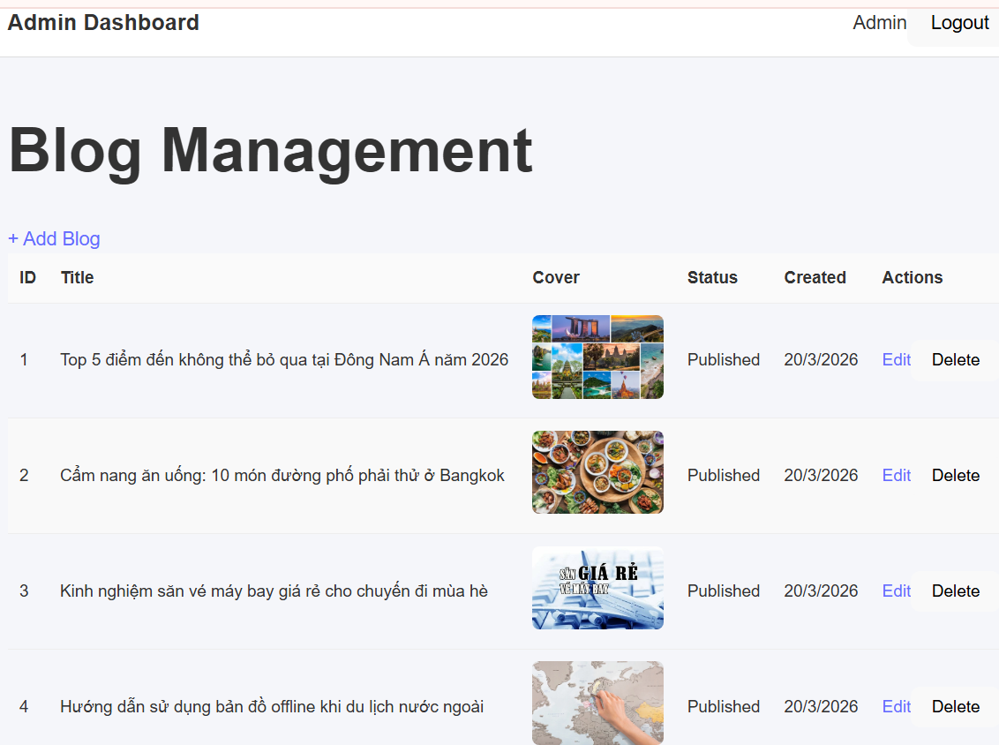 Admin Dashboard Admin Logout
Blog Management
+ Add Blog
ID Title Cover Status Created Actions
1 Top 5 điểm đến không thể bỏ qua tại Đông Nam Á năm 2026 Published 20/3/2026 Edit Delete
2 Cẩm nang ăn uống: 10 món đường phố phải thử ở Bangkok Published 20/3/2026 Edit Delete
SĂN GIÁ RẺ
VÉ MÁY BAY
3 Kinh nghiệm săn vé máy bay giá rẻ cho chuyến đi mùa hè Published 20/3/2026 Edit Delete
4 Hướng dẫn sử dụng bản đồ offline khi du lịch nước ngoài Published 20/3/2026 Edit Delete